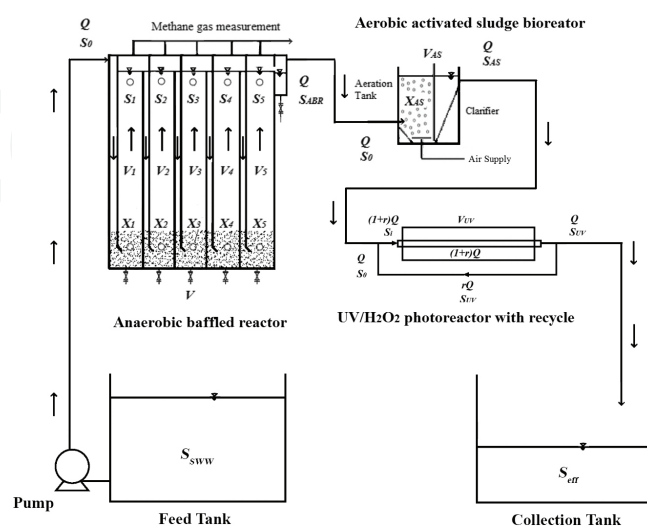 Aerobic activated sludge bioreator
Q
S0
Methane gas measurement
S1 S2 S3 S4 S5
Q
SABR
V1 V2 V3 V4 V5
X1 X2 X3 X4 X5
V
Anaerobic baffled reactor
VAS
Q
SAS
Aeration
Tank
XAS
Clarifier
Q
S0
Air Supply
(1+r)Q
Si
VUV
(1+r)Q
Q
SUV
Q
S0
rQ
SUV
UV/H2O2 photoreactor with recycle
Pump
SSWW
Feed Tank
Seff
Collection Tank